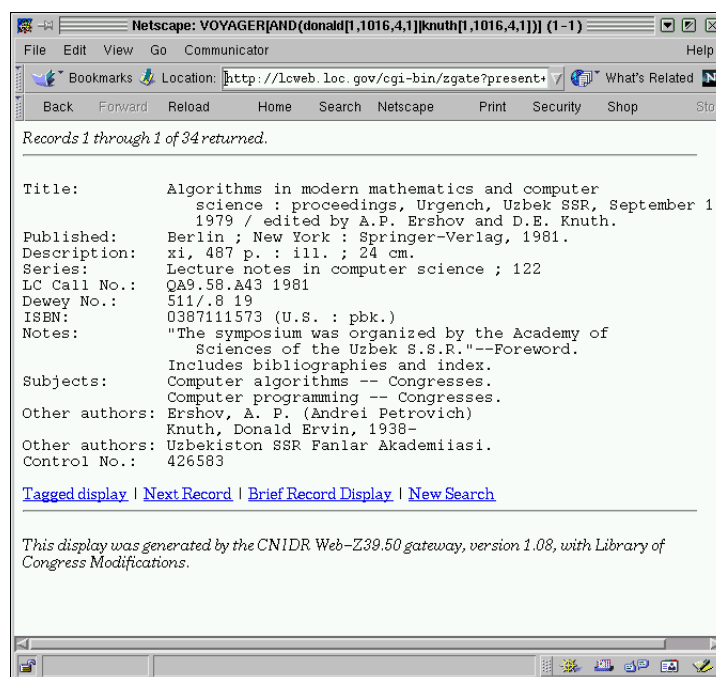 Netscape: VOYAGER[AND(donald[1,1016,4,1]|knuth[1,1016,4,1])] (1-1)
File Edit View Go Communicator Help
Bookmarks Location: http://lcweb.loc.gov/cgi-bin/zgate?present+ What's Related N
Back Forward Reload Home Search Netscape Print Security Shop Sto
Records 1 through 1 of 34 returned.
Title: Algorithms in modern mathematics and computer
science : proceedings, Urgench, Uzbek SSR, September 1
1979 / edited by A.P. Ershov and D.E. Knuth.
Published: Berlin ; New York : Springer-Verlag, 1981.
Description: xi, 487 p. : ill. ; 24 cm.
Series: Lecture notes in computer science ; 122
LC Call No.: QA9.58.A43 1981
Dewey No.: 511/.8 19
ISBN: 0387111573 (U.S. : pbk.)
Notes: "The symposium was organized by the Academy of
Sciences of the Uzbek S.S.R."--Foreword.
Includes bibliographies and index.
Subjects: Computer algorithms -- Congresses.
Computer programming -- Congresses.
Other authors: Ershov, A. P. (Andrei Petrovich)
Knuth, Donald Ervin, 1938-
Other authors: Uzbekiston SSR Fanlar Akademiiasi.
Control No.: 426583
Tagged display | Next Record | Brief Record Display | New Search
This display was generated by the CNIDR Web-Z39.50 gateway, version 1.08, with Library of
Congress Modifications.